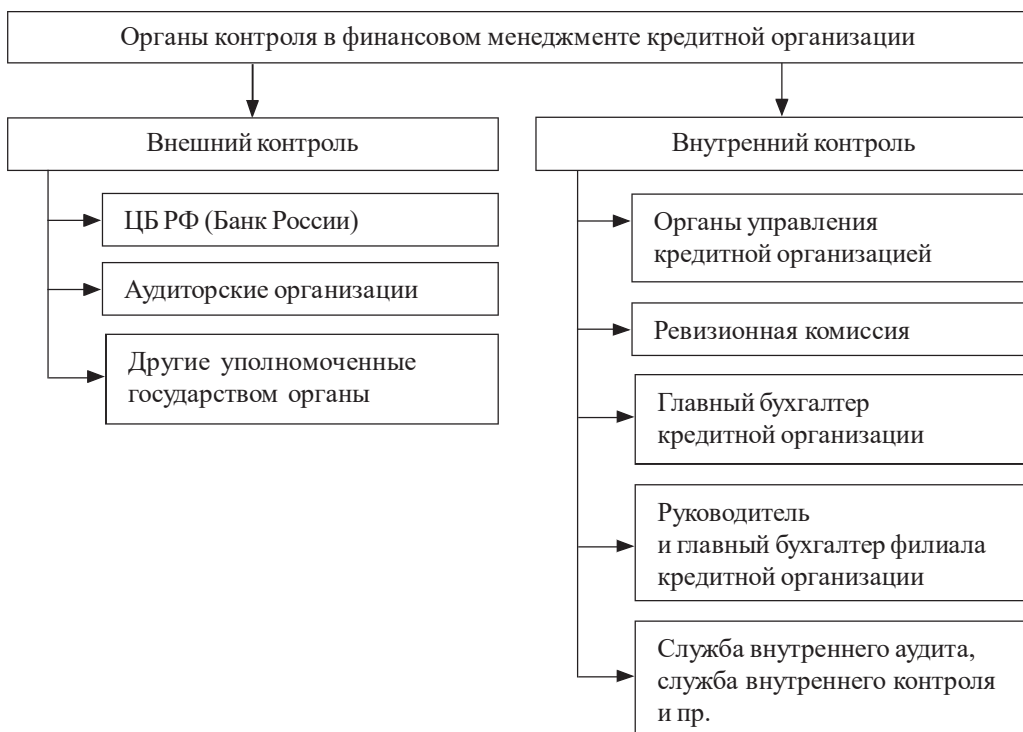 Органы контроля в финансовом менеджменте кредитной организации
Внешний контроль
ЦБ РФ (Банк России)
Аудиторские организации
Другие уполномоченные
государством органы
Внутренний контроль
Органы управления
кредитной организацией
Ревизионная комиссия
Главный бухгалтер
кредитной организации
Руководитель
и главный бухгалтер филиала
кредитной организации
Служба внутреннего аудита,
служба внутреннего контроля
и пр.